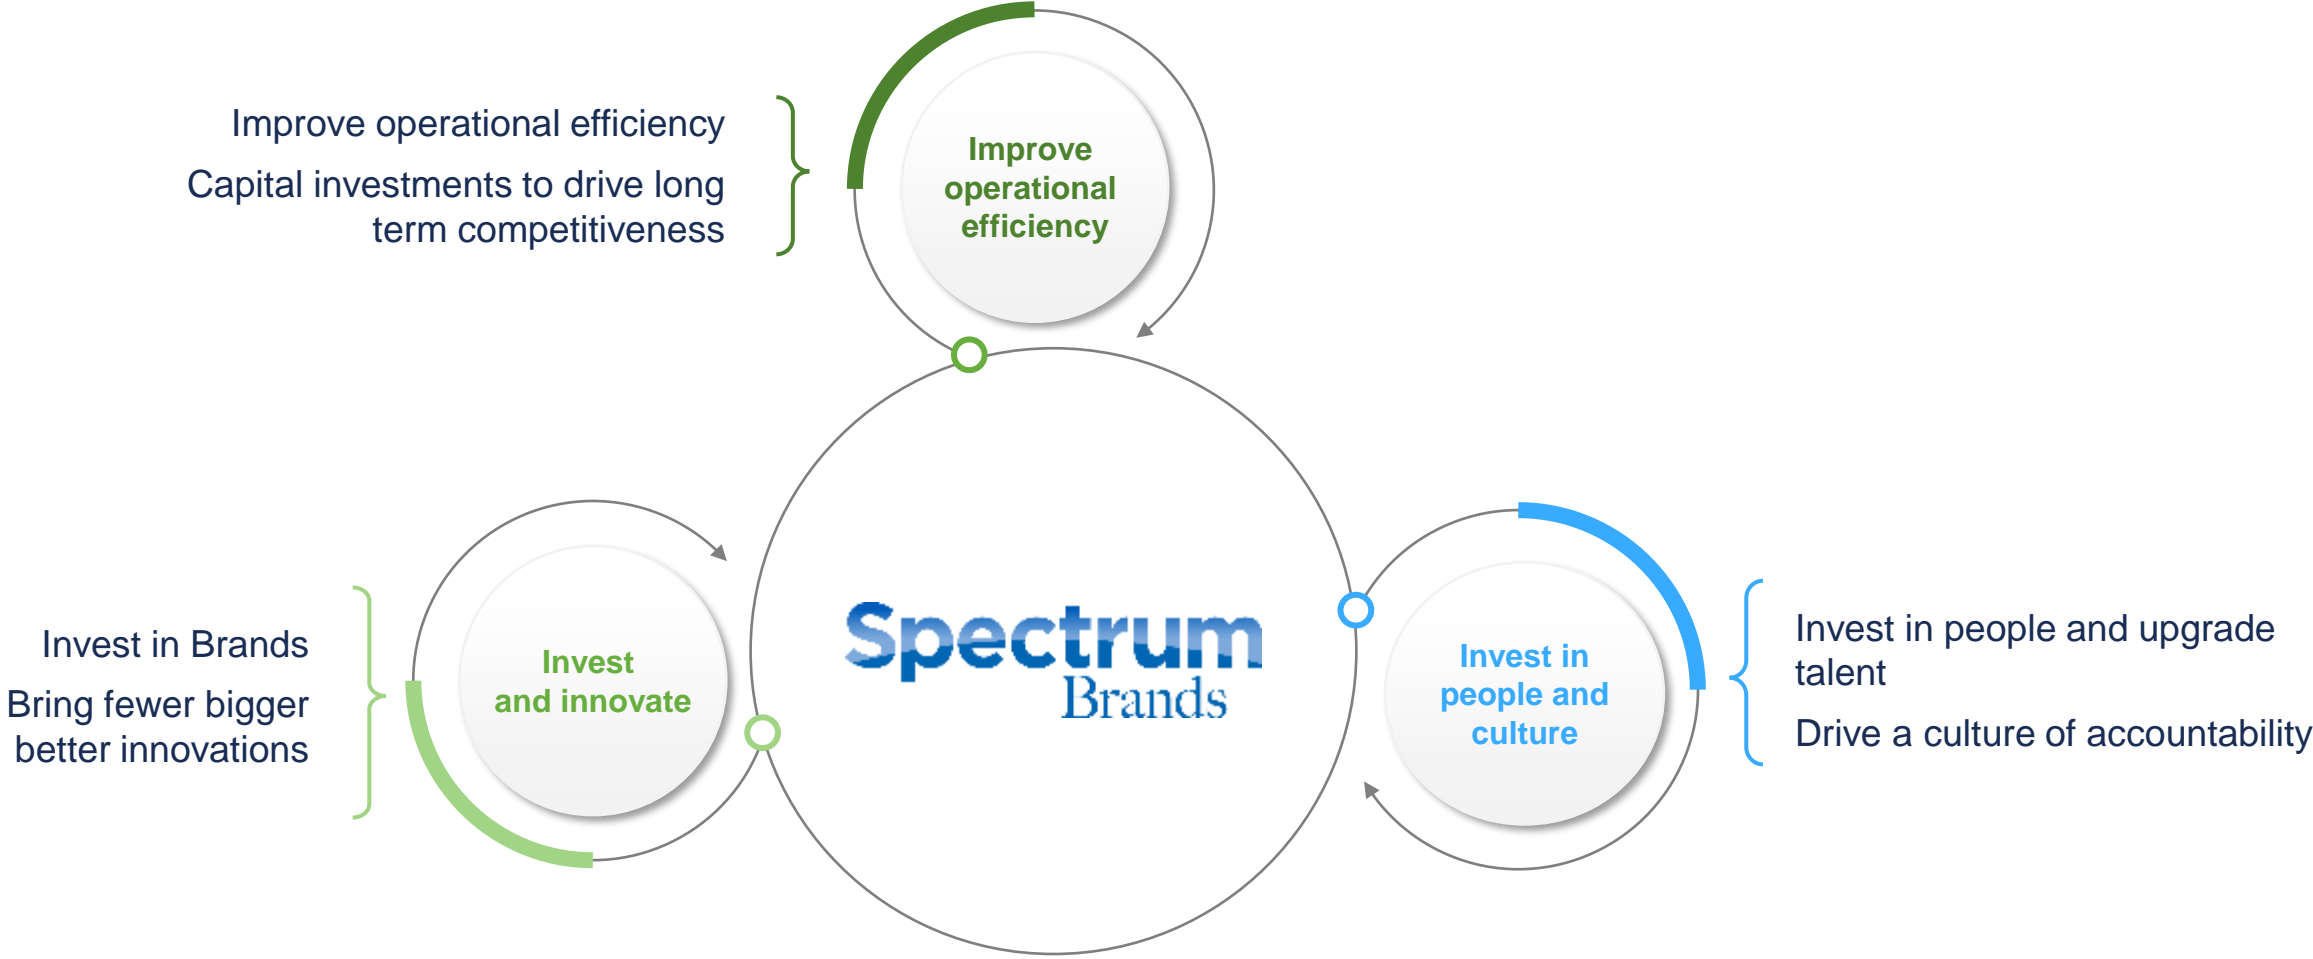 Improve operational efficiency
Capital investments to drive long
term competitiveness
Improve
operational
efficiency
Invest in Brands
Bring fewer bigger
better innovations
Invest
and innovate
Spectrum
Brands
Invest in
people and
culture
Invest in people and upgrade
talent
Drive a culture of accountability